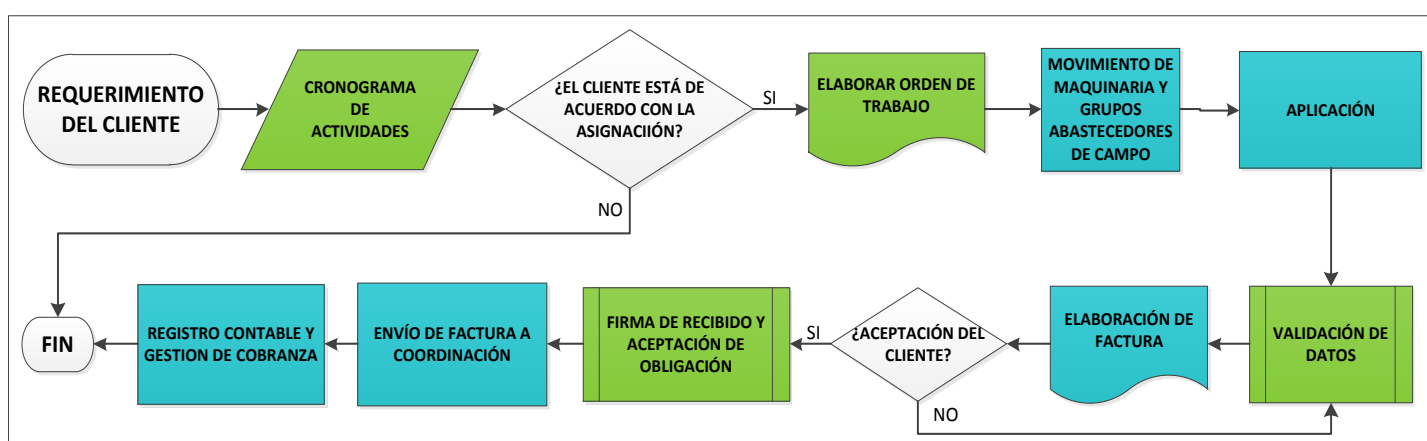 REQUERIMIENTO
DEL CLIENTE
CRONOGRAMA
DE
ACTIVIDADES
¿EL CLIENTE ESTÁ DE
ACUERDO CON LA
ASIGNACIIÓN?
SI
NO
ELABORAR ORDEN DE
TRABAJO
MOVIMIENTO DE
MAQUINARIA Y
GRUPOS
ABASTECEDORES
DE CAMPO
APLICACIÓN
VALIDACIÓN DE
DATOS
ELABORACIÓN DE
FACTURA
¿ACEPTACIÓN DEL
CLIENTE?
SI
NO
FIRMA DE RECIBIDO Y
ACEPTACIÓN DE
OBLIGACIÓN
ENVÍO DE FACTURA A
COORDINACIÓN
REGISTRO CONTABLE Y
GESTION DE COBRANZA
FIN